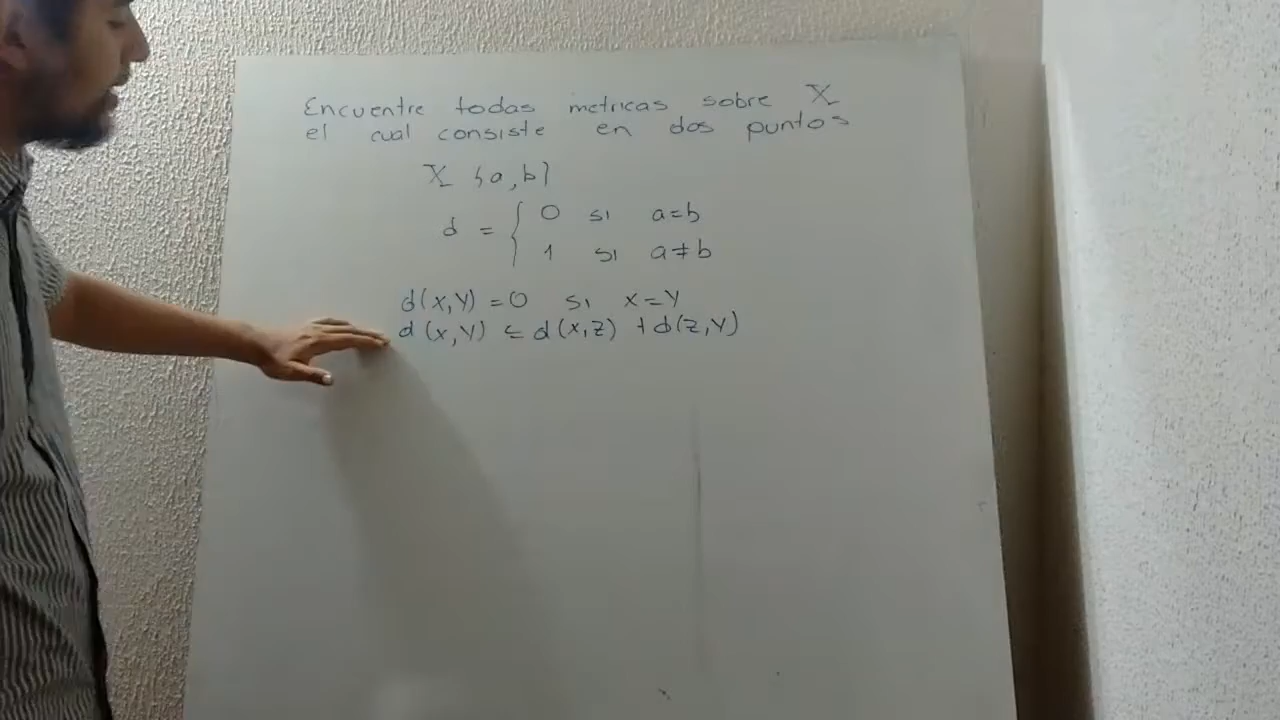 Encuentre todas metricas sobre X
el cual consiste en dos puntos
X {a,b}
d = { 0 si a=b
1 si a≠b
d(x,y) = 0 si x=y
d(x,y) ≤ d(x,z) + d(z,y)